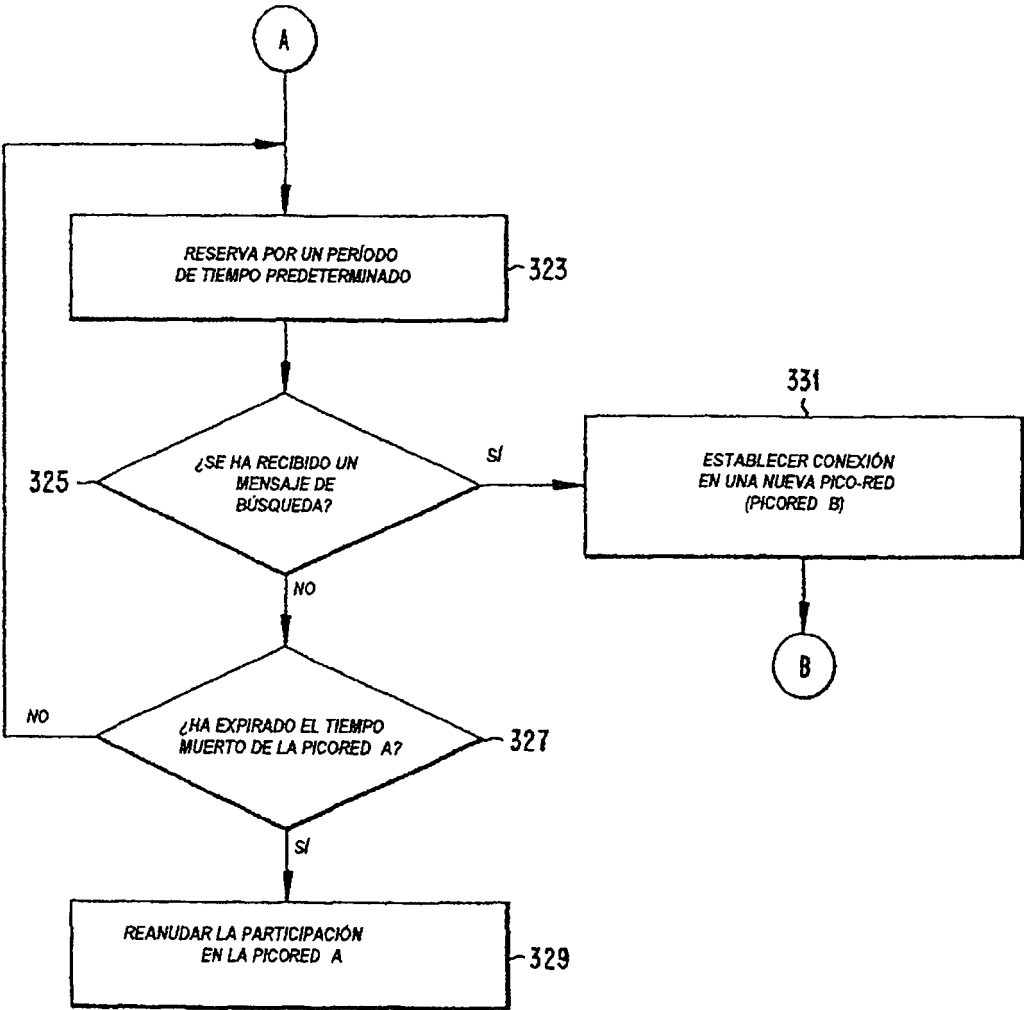 A
RESERVA POR UN PERÍODO
DE TIEMPO PREDETERMINADO
323
331
¿SE HA RECIBIDO UN
MENSAJE DE
BÚSQUEDA?
325
SÍ
ESTABLECER CONEXIÓN
EN UNA NUEVA PICO-RED
(PICORED B)
NO
B
NO
¿HA EXPIRADO EL TIEMPO
MUERTO DE LA PICORED A?
327
SÍ
REANUDAR LA PARTICIPACIÓN
EN LA PICORED A
329